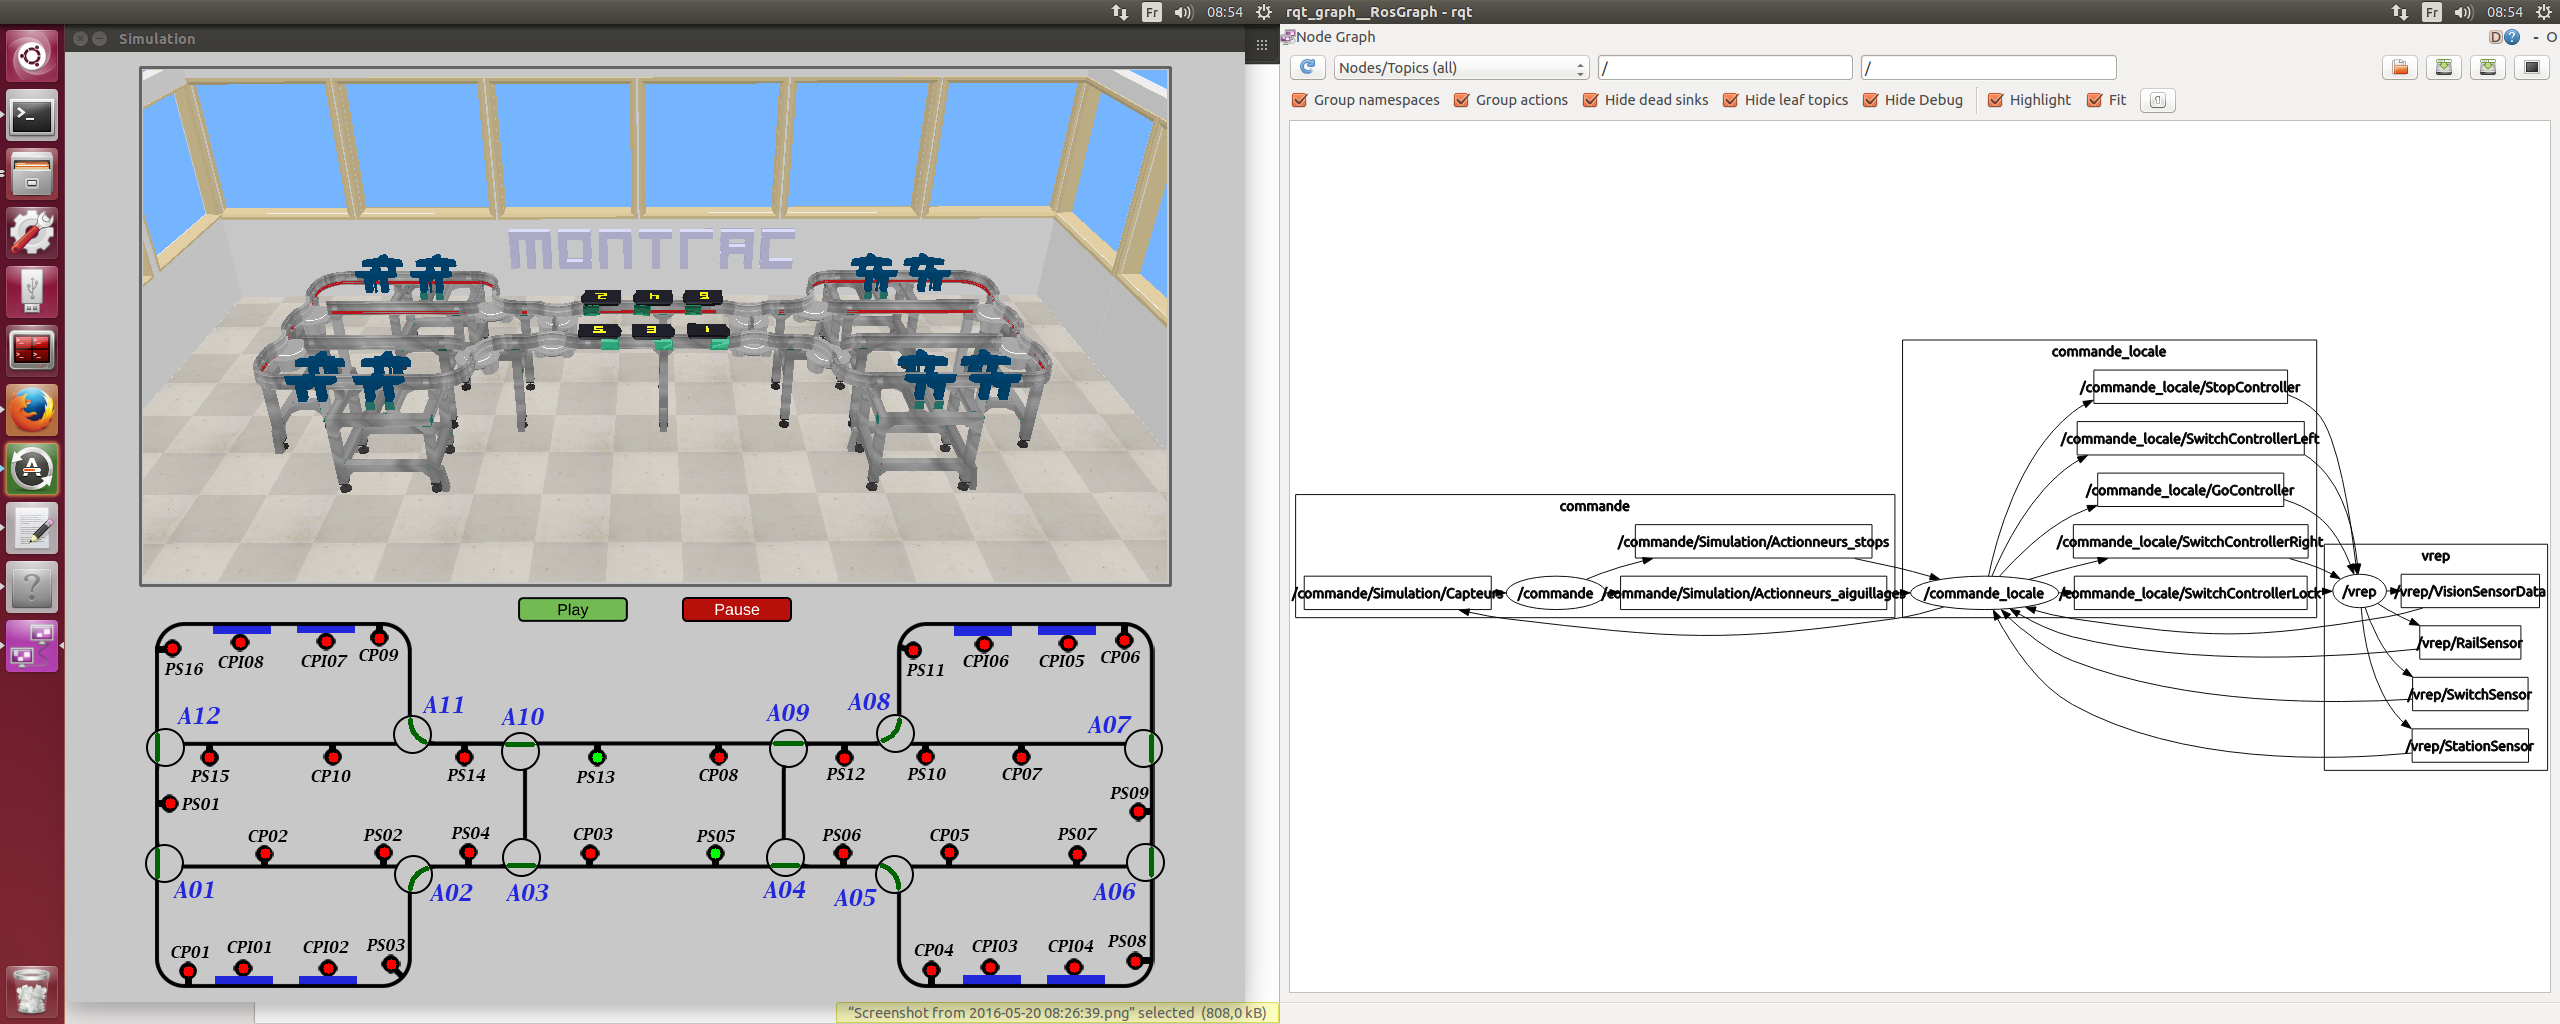 Fr 08:54
rqt_graph__RosGraph - rqt
Fr 08:54
Simulation
Node Graph
D ? - O
Nodes/Topics (all) / /
Group namespaces Group actions Hide dead sinks Hide leaf topics Hide Debug Highlight Fit
MONTRAC
2 4 6
5 3 1
Play Pause
PS16 CPI08 CPI07 CP09
PS11 CPI06 CPI05 CP06
A12 A11 A10 A09 A08 A07
PS15 CP10 PS14 PS13 CP08 PS12 PS10 CP07
PS01 PS09
CP02 PS02 PS04 CP03 PS05 PS06 CP05 PS07
A01 A02 A03 A04 A05 A06
CP01 CPI01 CPI02 PS03
CP04 CPI03 CPI04 PS08
"Screenshot from 2016-05-20 08:26:39.png" selected (808,0 kB)
commande_locale
/commande_locale/StopController
/commande_locale/SwitchControllerLeft
/commande_locale/GoController
/commande_locale/SwitchControllerRight
/commande_locale/SwitchControllerLock
commande
/commande/Simulation/Actionneurs_stops
/commande/Simulation/Capteurs
/commande
/commande/Simulation/Actionneurs_aiguillages
/commande_locale
vrep
/vrep
/vrep/VisionSensorData
/vrep/RailSensor
/vrep/SwitchSensor
/vrep/StationSensor